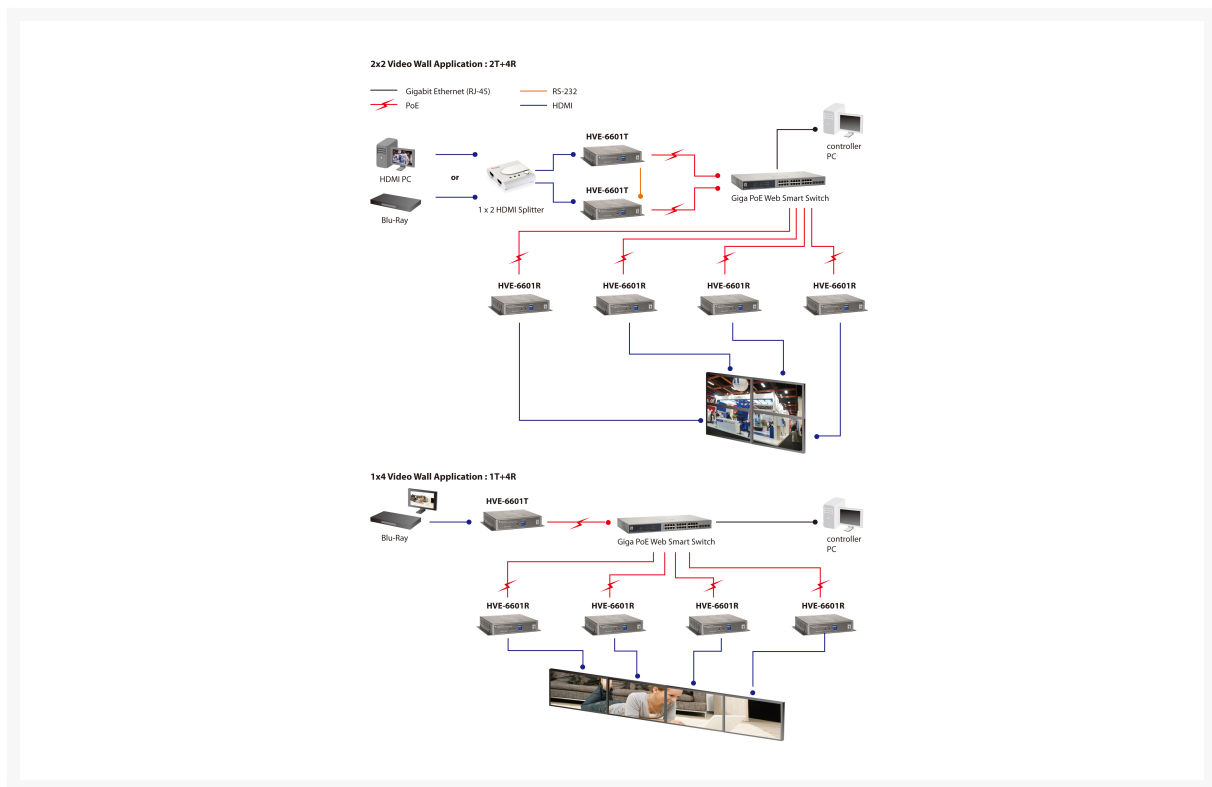 2x2 Video Wall Application : 2T+4R
Gigabit Ethernet (RJ-45)
RS-232
PoE
HDMI
HVE-6601T
controller
PC
HDMI PC
or
HVE-6601T
Giga PoE Web Smart Switch
1 x 2 HDMI Splitter
Blu-Ray
HVE-6601R
HVE-6601R
HVE-6601R
HVE-6601R
1x4 Video Wall Application : 1T+4R
HVE-6601T
Blu-Ray
Giga PoE Web Smart Switch
controller
PC
HVE-6601R
HVE-6601R
HVE-6601R
HVE-6601R